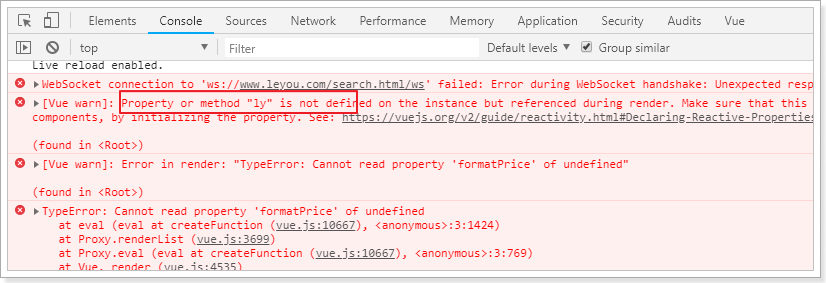 Elements Console Sources Network Performance Memory Application Security Audits Vue
top Filter Default levels Group similar
Live reload enabled.
WebSocket connection to 'ws://www.leyou.com/search.html/ws' failed: Error during WebSocket handshake: Unexpected resp
[Vue warn]: Property or method "ly" is not defined on the instance but referenced during render. Make sure that this
components, by initializing the property. See: https://vuejs.org/v2/guide/reactivity.html#Declaring-Reactive-Properties
(found in <Root>)
[Vue warn]: Error in render: "TypeError: Cannot read property 'formatPrice' of undefined"
(found in <Root>)
TypeError: Cannot read property 'formatPrice' of undefined
at eval (eval at createFunction (vue.js:10667), <anonymous>:3:1424)
at Proxy.renderList (vue.js:3699)
at Proxy.eval (eval at createFunction (vue.js:10667), <anonymous>:3:769)
at Vue._render (vue.js:4535)